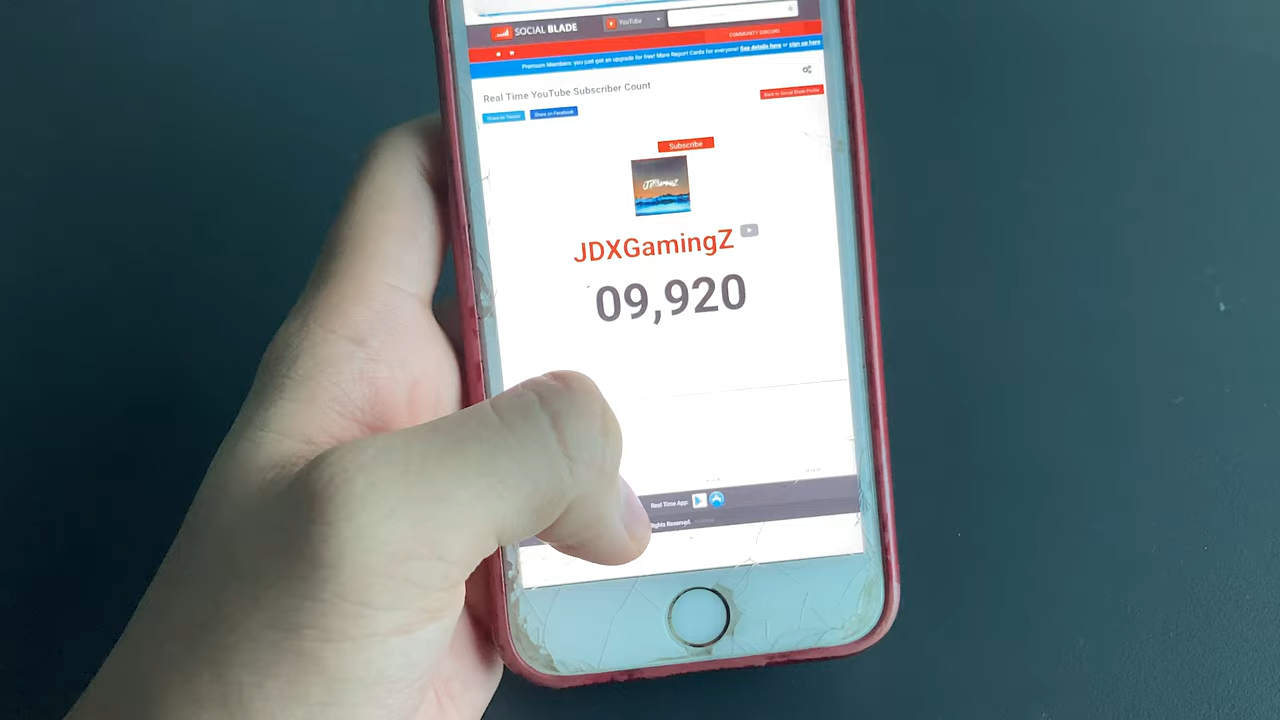 SOCIAL BLADE YouTube
COMMUNITY DISCORD
Premium Members: you just got an upgrade for free! More Report Cards for everyone! See details here or sign up here
Real Time YouTube Subscriber Count
Back to Social Blade Profile
Share on Twitter Share on Facebook
Subscribe
JDXGamingZ
JDXGamingZ
09,920
Real Time App:
Rights Reserved.